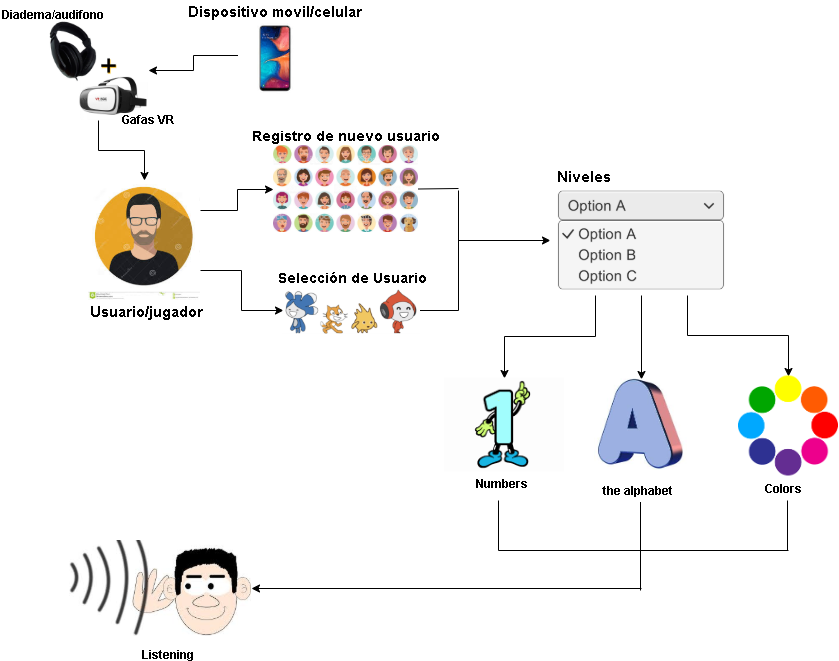 Diadema/audifono
Dispositivo movil/celular
Gafas VR
Registro de nuevo usuario
Niveles
Option A
Option A
Option B
Option C
Selección de Usuario
Usuario/jugador
Numbers
the alphabet
Colors
Listening